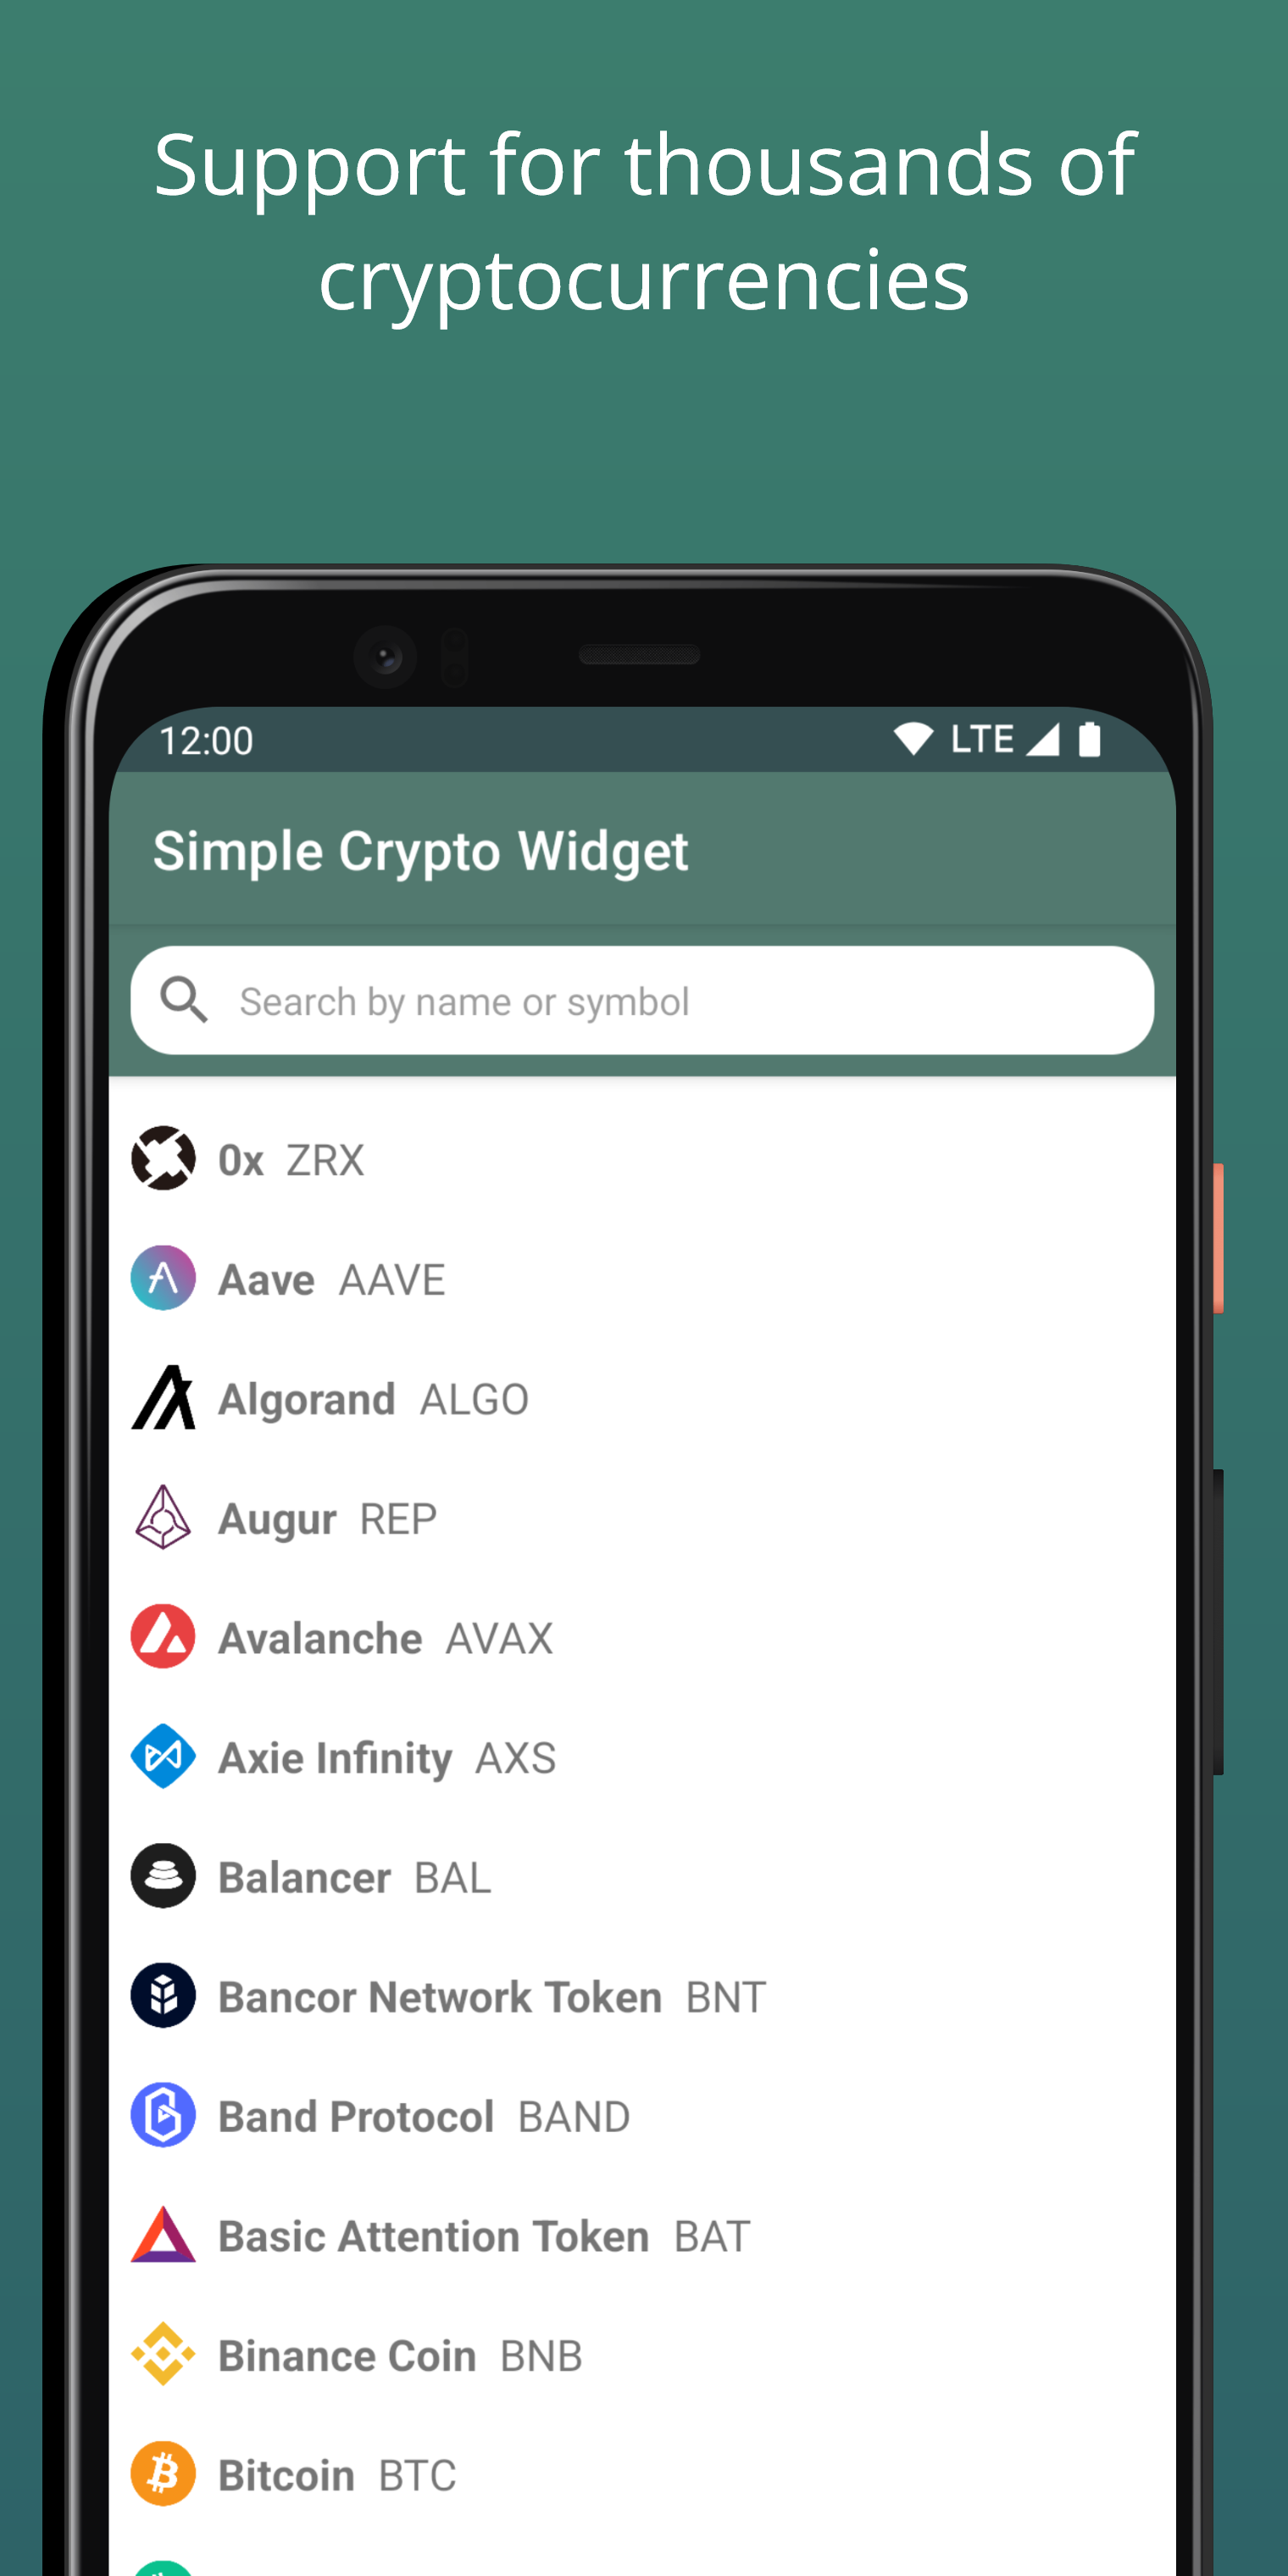 Support for thousands of
cryptocurrencies
12:00 LTE
Simple Crypto Widget
Search by name or symbol
0x ZRX
Aave AAVE
Algorand ALGO
Augur REP
Avalanche AVAX
Axie Infinity AXS
Balancer BAL
Bancor Network Token BNT
Band Protocol BAND
Basic Attention Token BAT
Binance Coin BNB
Bitcoin BTC